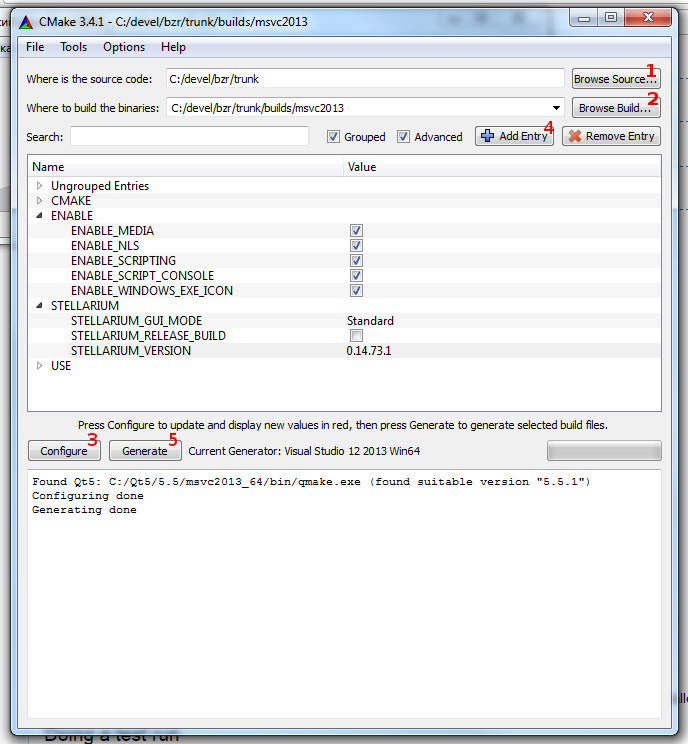 CMake 3.4.1 - C:/devel/bzr/trunk/builds/msvc2013
File Tools Options Help
Where is the source code: C:/devel/bzr/trunk Browse Source... 1
Where to build the binaries: C:/devel/bzr/trunk/builds/msvc2013 Browse Build... 2
Search: Grouped Advanced Add Entry 4 Remove Entry
Name Value
Ungrouped Entries
CMAKE
ENABLE
ENABLE_MEDIA
ENABLE_NLS
ENABLE_SCRIPTING
ENABLE_SCRIPT_CONSOLE
ENABLE_WINDOWS_EXE_ICON
STELLARIUM
STELLARIUM_GUI_MODE Standard
STELLARIUM_RELEASE_BUILD
STELLARIUM_VERSION 0.14.73.1
USE
Press Configure to update and display new values in red, then press Generate to generate selected build files.
Configure 3 Generate 5 Current Generator: Visual Studio 12 2013 Win64
Found Qt5: C:/Qt5/5.5/msvc2013_64/bin/qmake.exe (found suitable version "5.5.1")
Configuring done
Generating done
Doing a test run